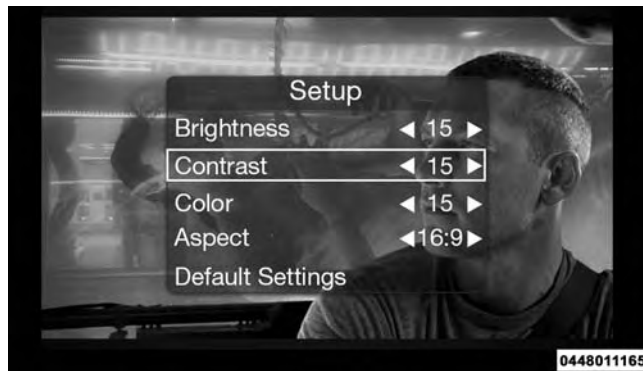 Setup
Brightness ◀ 15 ▶
Contrast ◀ 15 ▶
Color ◀ 15 ▶
Aspect ◀16:9▶
Default Settings
0448011165